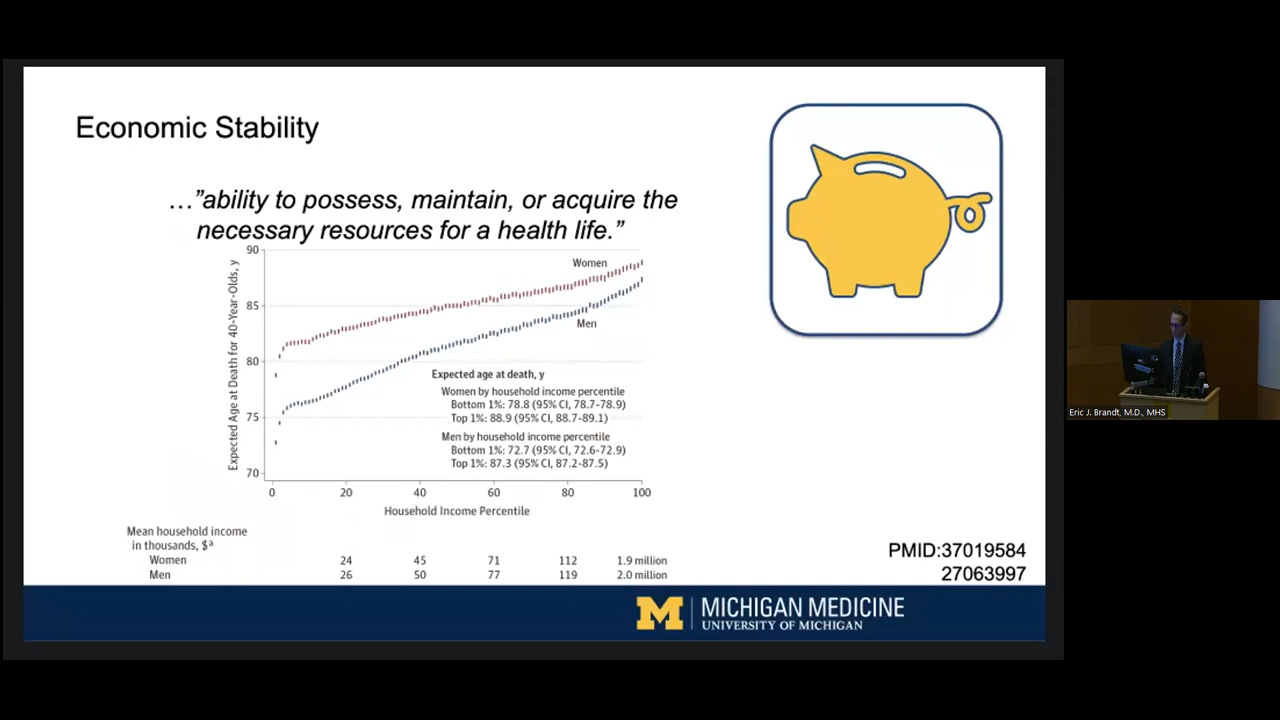 Economic Stability
…”ability to possess, maintain, or acquire the
necessary resources for a health life.”
Expected Age at Death for 40-Year-Olds, y
90
85
80
75
70
Women
Men
Expected age at death, y
Women by household income percentile
Bottom 1%: 78.8 (95% CI, 78.7-78.9)
Top 1%: 88.9 (95% CI, 88.7-89.1)
Men by household income percentile
Bottom 1%: 72.7 (95% CI, 72.6-72.9)
Top 1%: 87.3 (95% CI, 87.2-87.5)
0 20 40 60 80 100
Household Income Percentile
Mean household income
in thousands, $a
Women 24 45 71 112 1.9 million
Men 26 50 77 119 2.0 million
PMID:37019584
27063997
M MICHIGAN MEDICINE
UNIVERSITY OF MICHIGAN
Eric J. Brandt, M.D., MHS